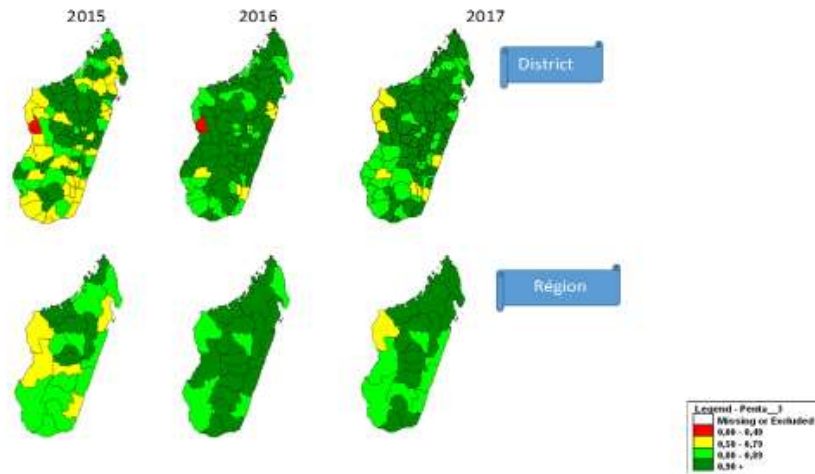 2015 2016 2017
District
Région
Legend - Penta__3
Missing or Excluded
0,00 - 0,49
0,50 - 0,79
0,80 - 0,89
0,90 +